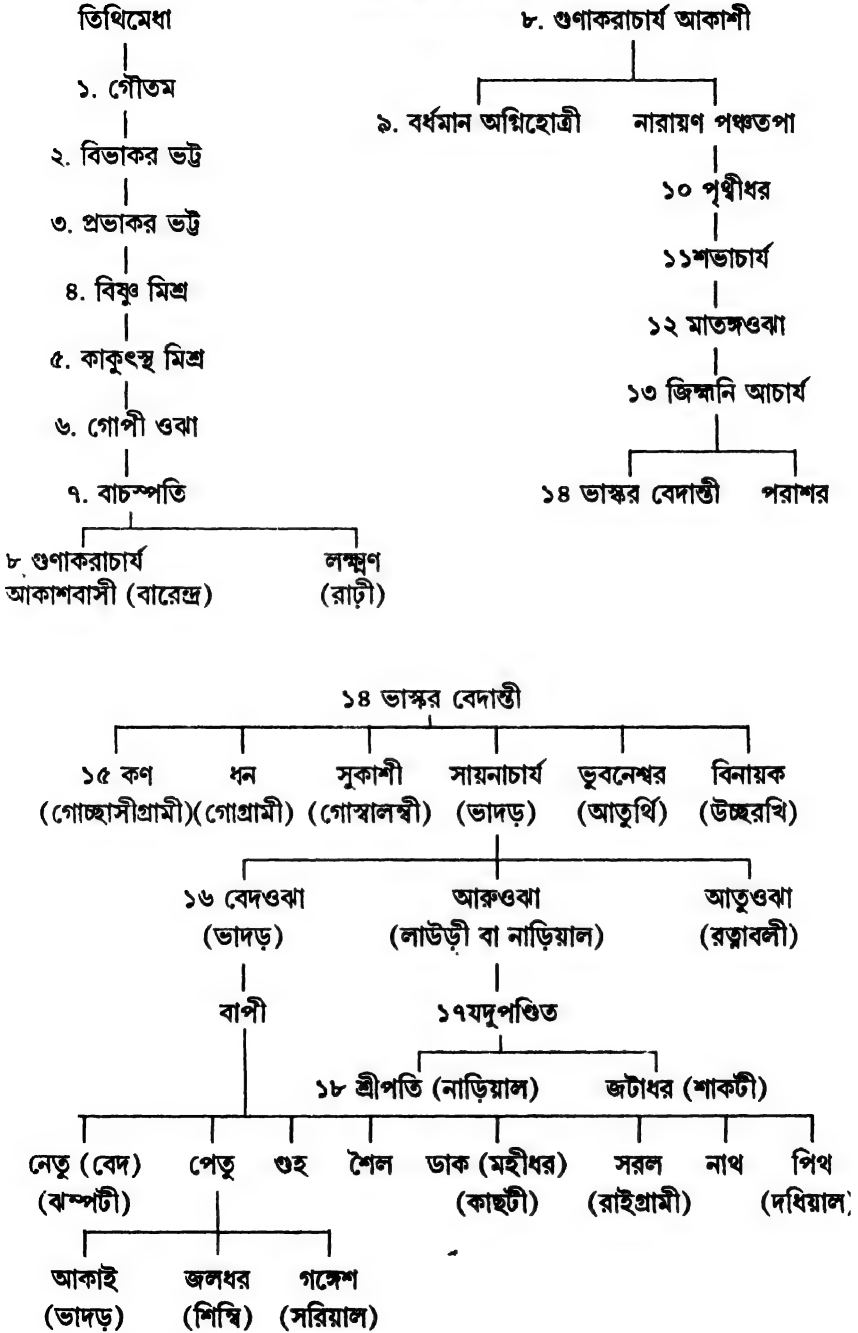 তিথিমেধা
১. গৌতম
২. বিভাকর ভট্ট
৩. প্রভাকর ভট্ট
৪. বিষ্ণু মিশ্র
৫. কাকুৎস্থ মিশ্র
৬. গোপী ওঝা
৭. বাচস্পতি
৮ গুণাকরাচার্য লক্ষ্মণ
আকাশবাসী (বারেন্দ্র) (রাঢ়ী)
৮. গুণাকরাচার্য আকাশী
৯. বর্ধমান অগ্নিহোত্রী নারায়ণ পঞ্চতপা
১০ পৃথ্বীধর
১১শভাচার্য
১২ মাতঙ্গওঝা
১৩ জিহ্মনি আচার্য
১৪ ভাস্কর বেদান্তী পরাশর
১৪ ভাস্কর বেদান্তী
১৫ কণ ধন সুকাশী সায়নাচার্য ভুবনেশ্বর বিনায়ক
(গোচ্ছাসীগ্রামী)(গোগ্রামী) (গোস্বালম্বী) (ভাদড়) (আতুর্থি) (উচ্ছরখি)
১৬ বেদওঝা আরুওঝা আতুওঝা
(ভাদড়) (লাউড়ী বা নাড়িয়াল) (রত্নাবলী)
বাপী ১৭যদুপণ্ডিত
১৮ শ্রীপতি (নাড়িয়াল) জটাধর (শাকটী)
নেতু (বেদ) পেতু গুহ শৈল ডাক (মহীধর) সরল নাথ পিথ
(ঝম্পটী) (কাছটী) (রাইগ্রামী) (দধিয়াল)
আকাই জলধর গঙ্গেশ
(ভাদড়) (শিম্বি) (সরিয়াল)